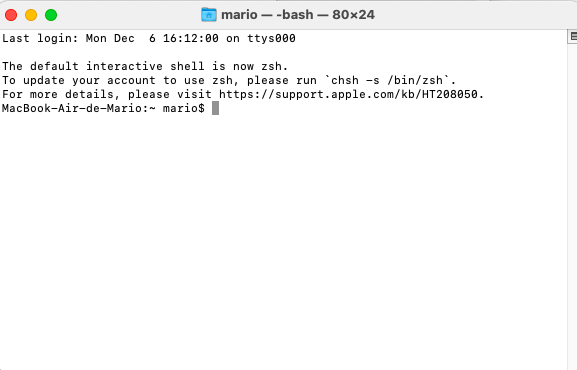 mario — -bash — 80×24
Last login: Mon Dec  6 16:12:00 on ttys000
The default interactive shell is now zsh.
To update your account to use zsh, please run `chsh -s /bin/zsh`.
For more details, please visit https://support.apple.com/kb/HT208050.
MacBook-Air-de-Mario:~ mario$